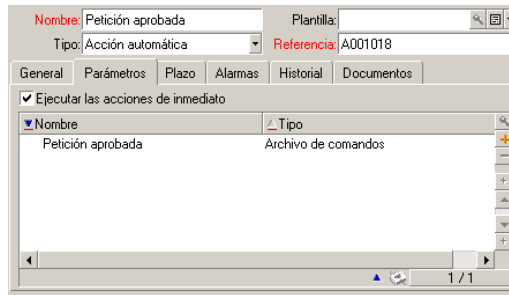 Nombre: Petición aprobada Plantilla:
Tipo: Acción automática Referencia: A001018
General Parámetros Plazo Alarmas Historial Documentos
Ejecutar las acciones de inmediato
Nombre Tipo
Petición aprobada Archivo de comandos
1 / 1